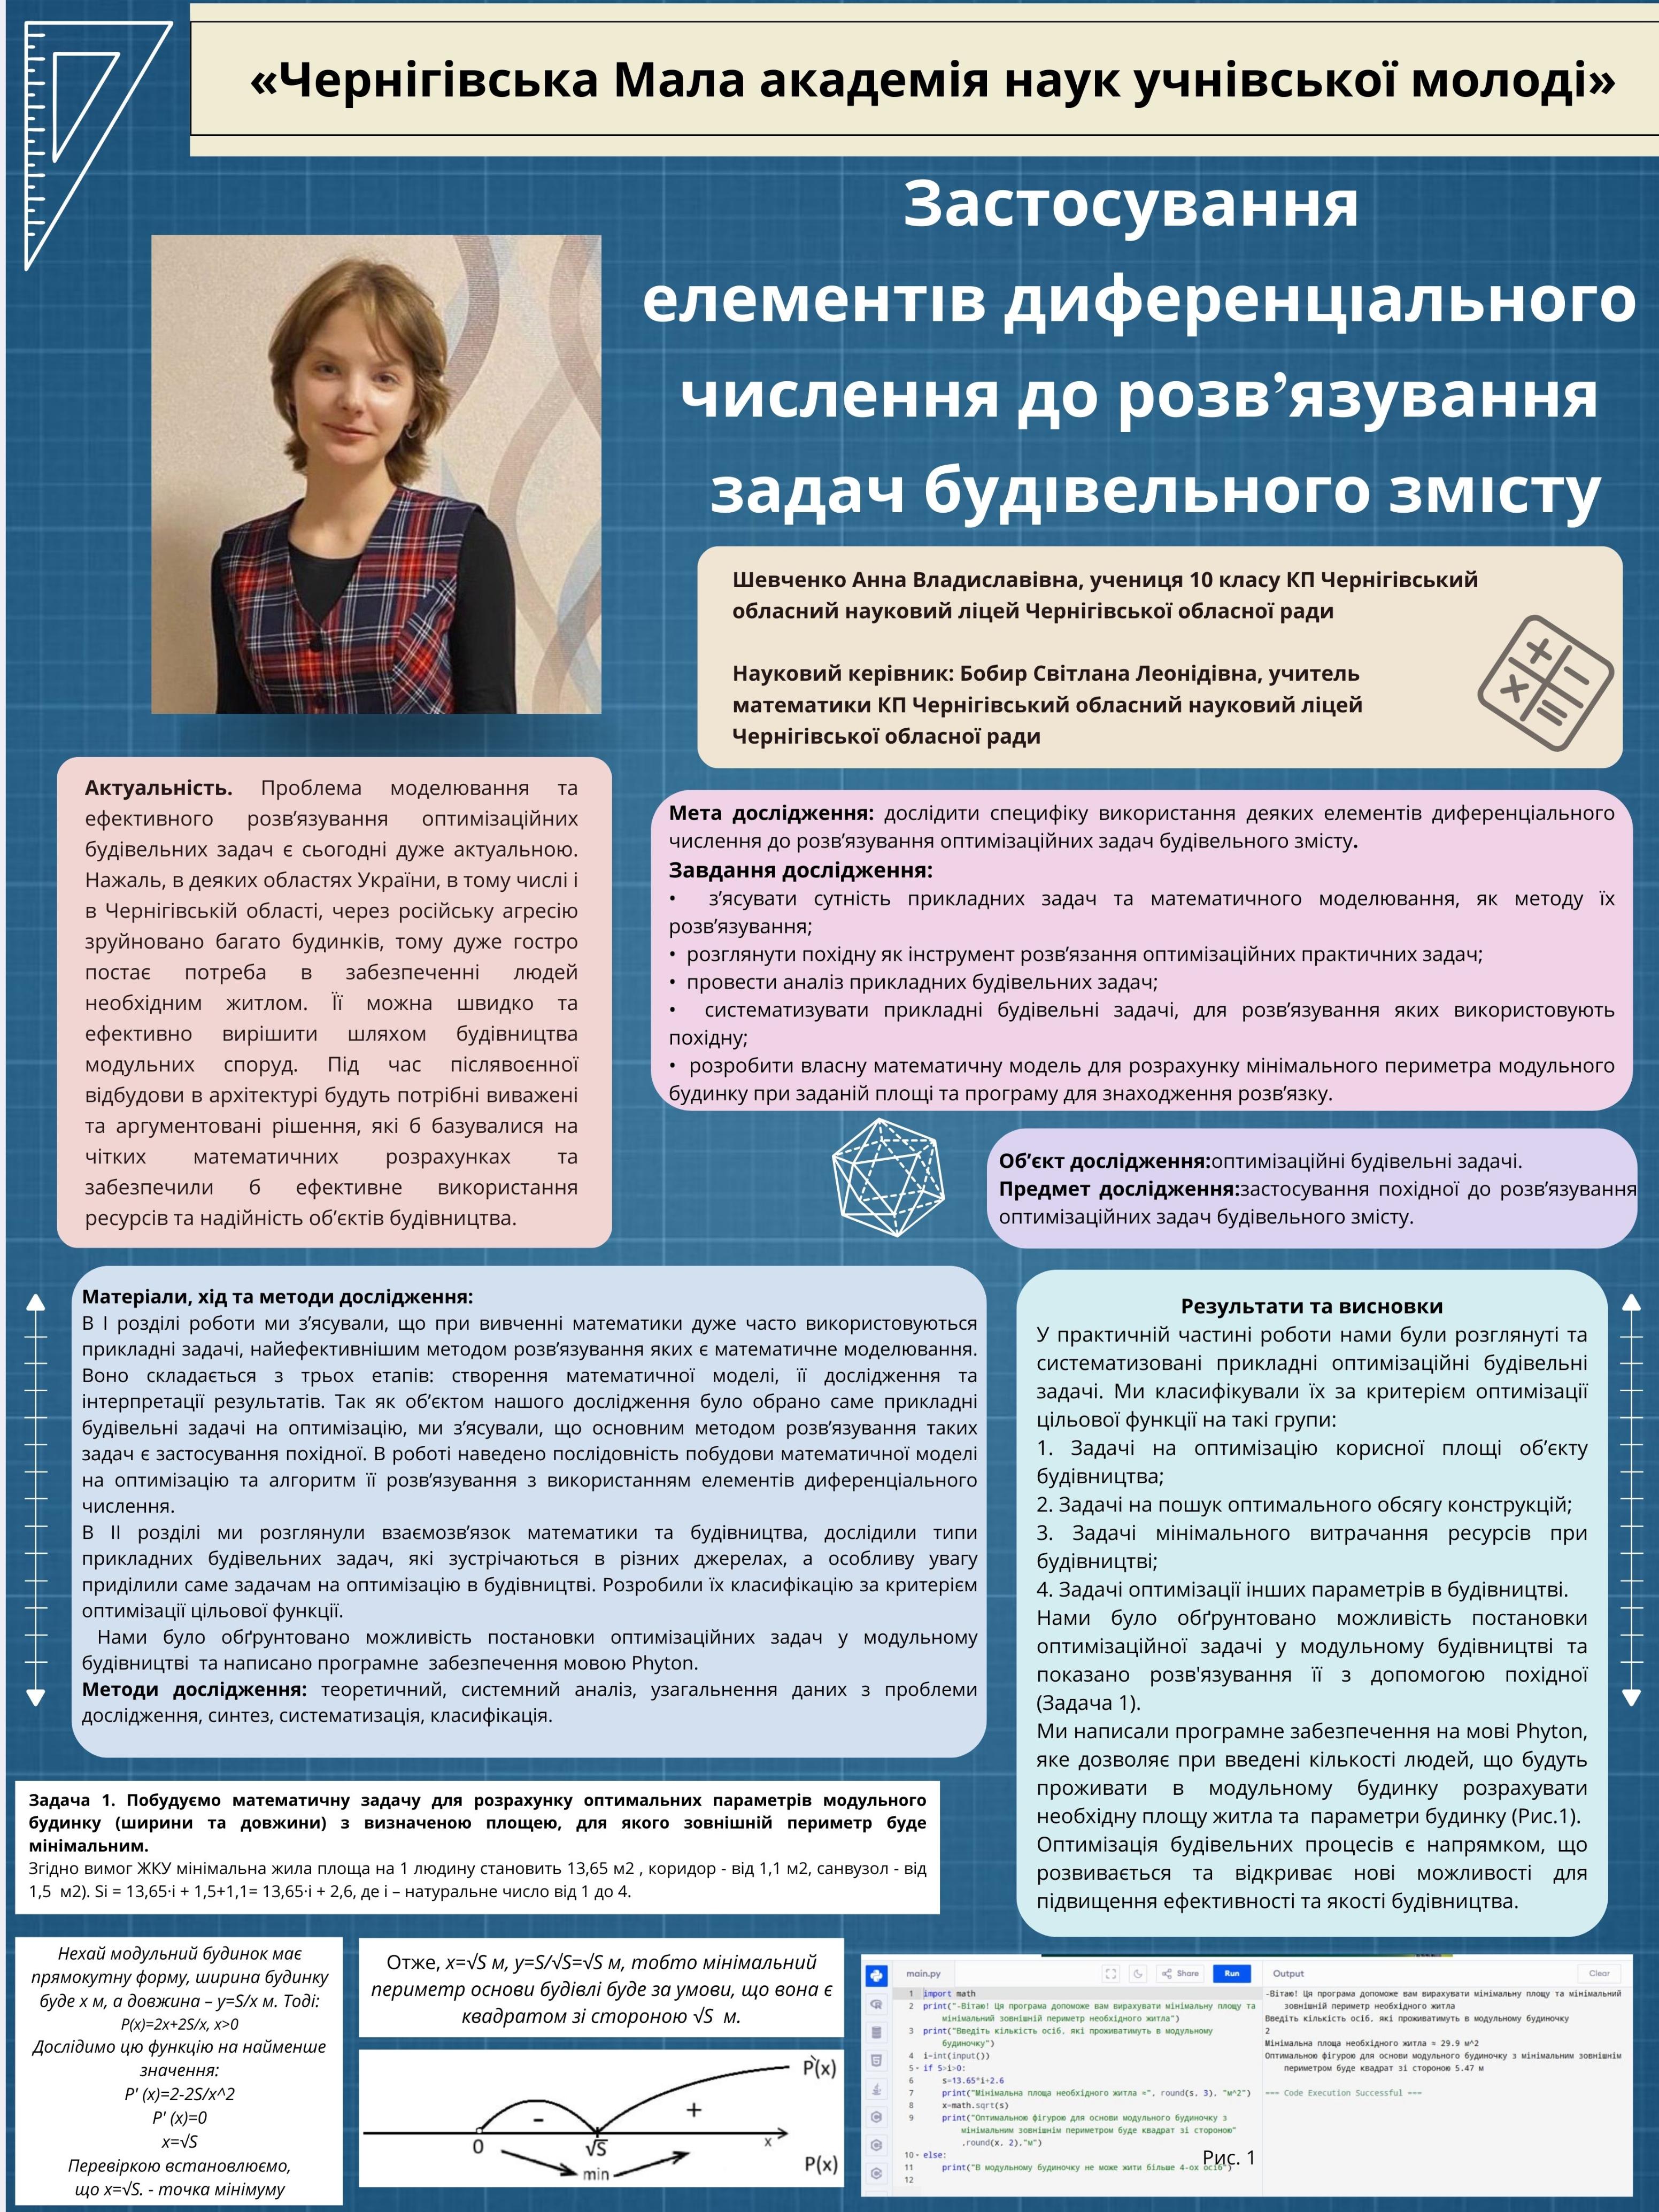 «Чернігівська Мала академія наук учнівської молоді»
Застосування
елементів диференціального
числення до розв’язування
задач будівельного змісту
Шевченко Анна Владиславівна, учениця 10 класу КП Чернігівський
обласний науковий ліцей Чернігівської обласної ради
Науковий керівник: Бобир Світлана Леонідівна, учитель
математики КП Чернігівський обласний науковий ліцей
Чернігівської обласної ради
Актуальність. Проблема моделювання та
ефективного розв’язування оптимізаційних
будівельних задач є сьогодні дуже актуальною.
Нажаль, в деяких областях України, в тому числі і
в Чернігівській області, через російську агресію
зруйновано багато будинків, тому дуже гостро
постає потреба в забезпеченні людей
необхідним житлом. Її можна швидко та
ефективно вирішити шляхом будівництва
модульних споруд. Під час післявоєнної
відбудови в архітектурі будуть потрібні виважені
та аргументовані рішення, які б базувалися на
чітких математичних розрахунках та
забезпечили б ефективне використання
ресурсів та надійність об’єктів будівництва.
Мета дослідження: дослідити специфіку використання деяких елементів диференціального
числення до розв’язування оптимізаційних задач будівельного змісту.
Завдання дослідження:
• з’ясувати сутність прикладних задач та математичного моделювання, як методу їх
розв’язування;
• розглянути похідну як інструмент розв’язання оптимізаційних практичних задач;
• провести аналіз прикладних будівельних задач;
• систематизувати прикладні будівельні задачі, для розв’язування яких використовують
похідну;
• розробити власну математичну модель для розрахунку мінімального периметра модульного
будинку при заданій площі та програму для знаходження розв’язку.
Об’єкт дослідження:оптимізаційні будівельні задачі.
Предмет дослідження:застосування похідної до розв’язування
оптимізаційних задач будівельного змісту.
Матеріали, хід та методи дослідження:
В І розділі роботи ми з’ясували, що при вивченні математики дуже часто використовуються
прикладні задачі, найефективнішим методом розв’язування яких є математичне моделювання.
Воно складається з трьох етапів: створення математичної моделі, її дослідження та
інтерпретації результатів. Так як об’єктом нашого дослідження було обрано саме прикладні
будівельні задачі на оптимізацію, ми з’ясували, що основним методом розв’язування таких
задач є застосування похідної. В роботі наведено послідовність побудови математичної моделі
на оптимізацію та алгоритм її розв’язування з використанням елементів диференціального
числення.
В ІІ розділі ми розглянули взаємозв’язок математики та будівництва, дослідили типи
прикладних будівельних задач, які зустрічаються в різних джерелах, а особливу увагу
приділили саме задачам на оптимізацію в будівництві. Розробили їх класифікацію за критерієм
оптимізації цільової функції.
Нами було обґрунтовано можливість постановки оптимізаційних задач у модульному
будівництві та написано програмне забезпечення мовою Phyton.
Методи дослідження: теоретичний, системний аналіз, узагальнення даних з проблеми
дослідження, синтез, систематизація, класифікація.
Результати та висновки
У практичній частині роботи нами були розглянуті та
систематизовані прикладні оптимізаційні будівельні
задачі. Ми класифікували їх за критерієм оптимізації
цільової функції на такі групи:
1. Задачі на оптимізацію корисної площі об’єкту
будівництва;
2. Задачі на пошук оптимального обсягу конструкцій;
3. Задачі мінімального витрачання ресурсів при
будівництві;
4. Задачі оптимізації інших параметрів в будівництві.
Нами було обґрунтовано можливість постановки
оптимізаційної задачі у модульному будівництві та
показано розв'язування її з допомогою похідної
(Задача 1).
Ми написали програмне забезпечення на мові Phyton,
яке дозволяє при введені кількості людей, що будуть
проживати в модульному будинку розрахувати
необхідну площу житла та параметри будинку (Рис.1).
Оптимізація будівельних процесів є напрямком, що
розвивається та відкриває нові можливості для
підвищення ефективності та якості будівництва.
Задача 1. Побудуємо математичну задачу для розрахунку оптимальних параметрів модульного
будинку (ширини та довжини) з визначеною площею, для якого зовнішній периметр буде
мінімальним.
Згідно вимог ЖКУ мінімальна жила площа на 1 людину становить 13,65 м2 , коридор - від 1,1 м2, санвузол - від
1,5 м2). Si = 13,65·i + 1,5+1,1= 13,65·i + 2,6, де i – натуральне число від 1 до 4.
Нехай модульний будинок має
прямокутну форму, ширина будинку
буде x м, а довжина – y=S/x м. Тоді:
P(x)=2x+2S/x, x>0
Дослідимо цю функцію на найменше
значення:
P' (x)=2-2S/x^2
P' (x)=0
x=√S
Перевіркою встановлюємо,
що x=√S. - точка мінімуму
Отже, x=√S м, y=S/√S=√S м, тобто мінімальний
периметр основи будівлі буде за умови, що вона є
квадратом зі стороною √S м.
P`(x)
- +
0 √S x
min P(x)
main.py Share Run Output Clear
1 import math
2 print("-Вітаю! Ця програма допоможе вам вирахувати мінімальну площу та
мінімальний зовнішній периметр необхідного житла")
3 print("Введіть кількість осіб, які проживатимуть в модульному
будиночку")
4 i=int(input())
5 if 5>i>0:
6 s=13.65*i+2.6
7 print("Мінімальна площа необхідного житла =", round(s, 3), "м^2")
8 x=math.sqrt(s)
9 print("Оптимальною фігурою для основи модульного будиночку з
мінімальним зовнішнім периметром буде квадрат зі стороною"
,round(x, 2),"м")
10 else:
11 print("В модульному будиночку не може жити більше 4-ох осіб")
12
-Вітаю! Ця програма допоможе вам вирахувати мінімальну площу та мінімальний
зовнішній периметр необхідного житла
Введіть кількість осіб, які проживатимуть в модульному будиночку
2
Мінімальна площа необхідного житла = 29.9 м^2
Оптимальною фігурою для основи модульного будиночку з мінімальним зовнішнім
периметром буде квадрат зі стороною 5.47 м
=== Code Execution Successful ===
Рис. 1